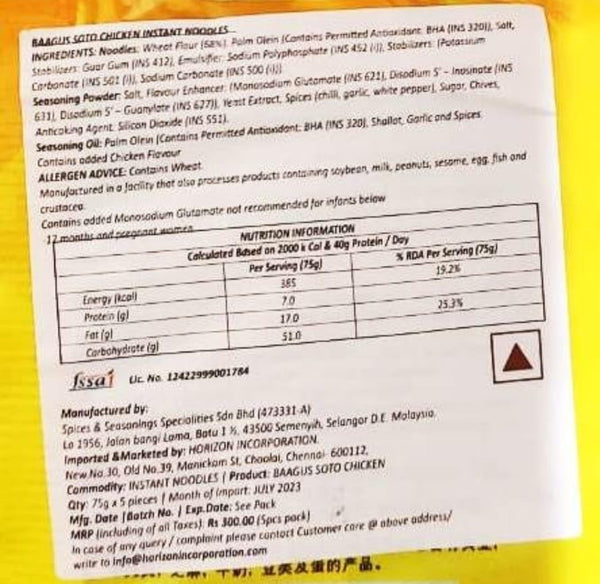 BAAGUS SOTO CHICKEN INSTANT NOODLES
INGREDIENTS: Noodles: Wheat Flour (68%), Palm Olein (Contains Permitted Antioxidant: BHA (INS 320)), Salt,
Stabilizers: Guar Gum (INS 412), Emulsifier: Sodium Polyphosphate (INS 452 (i)), Stabilizers: (Potassium
Carbonate (INS 501 (i)), Sodium Carbonate (INS 500 (i))
Seasoning Powder: Salt, Flavour Enhancer: (Monosodium Glutamate (INS 621), Disodium 5' – Inosinate (INS
631), Disodium 5' – Guanylate (INS 627)), Yeast Extract, Spices (chilli, garlic, white pepper), Sugar, Chives,
Anticaking Agent: Silicon Dioxide (INS 551).
Seasoning Oil: Palm Olein (Contains Permitted Antioxidant: BHA (INS 320), Shallot, Garlic and Spices.
Contains added Chicken Flavour
ALLERGEN ADVICE: Contains Wheat.
Manufactured in a facility that also processes products containing soybean, milk, peanuts, sesame, egg, fish and
crustacea.
Contains added Monosodium Glutamate not recommended for infants below
12 months and pregnant women.
NUTRITION INFORMATION
Calculated Based on 2000 k Cal & 40g Protein / Day
Per Serving (75g) % RDA Per Serving (75g)
Energy (kcal) 385 19.2%
Protein (g) 7.0
Fat (g) 17.0 25.3%
Carbohydrate (g) 51.0
fssai Lic. No. 12422999001784
Manufactured by:
Spices & Seasonings Specialities Sdn Bhd (473331-A)
Lo 1956, Jalan bangi Lama, Batu 1 ½, 43500 Semenyih, Selangor D.E. Malaysia.
Imported & Marketed by: HORIZON INCORPORATION.
New No.30, Old No.39, Manickam St, Choolai, Chennai- 600112,
Commodity: INSTANT NOODLES | Product: BAAGUS SOTO CHICKEN
Qty: 75g x 5 pieces | Month of Import: JULY 2023
Mfg. Date |Batch No. | Exp.Date: See Pack
MRP (including of all Taxes): Rs 300.00 (5pcs pack)
In case of any query / complaint please contact Customer care @ above address/
write to info@horizonincorporation.com
牛奶, 豆类及蛋的产品。